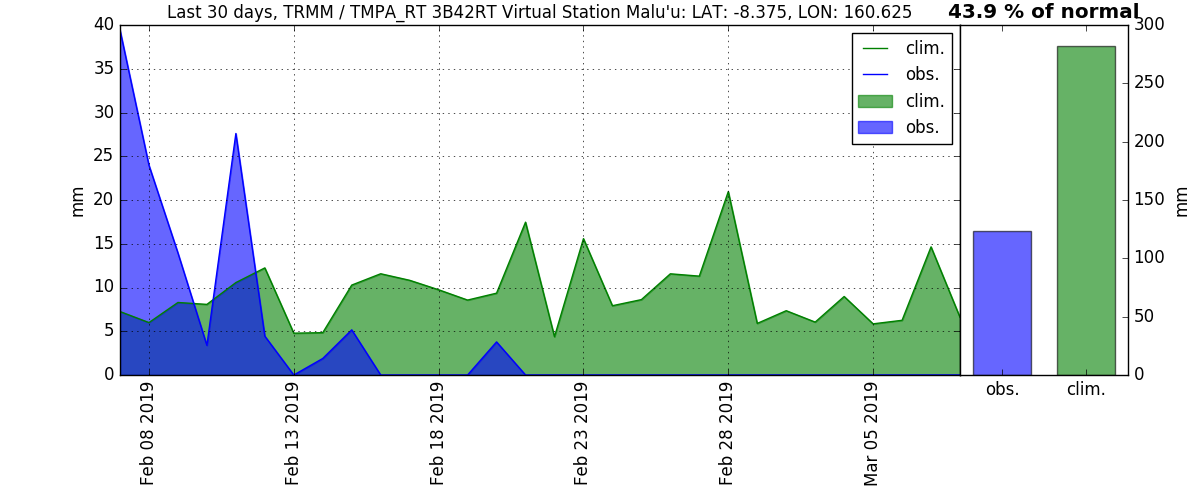 Last 30 days, TRMM / TMPA_RT 3B42RT Virtual Station Malu'u: LAT: -8.375, LON: 160.625
43.9 % of normal
40
35
30
25
20
15
10
5
0
mm
clim.
obs.
clim.
obs.
300
250
200
150
100
50
0
mm
obs.
clim.
Feb 08 2019
Feb 13 2019
Feb 18 2019
Feb 23 2019
Feb 28 2019
Mar 05 2019